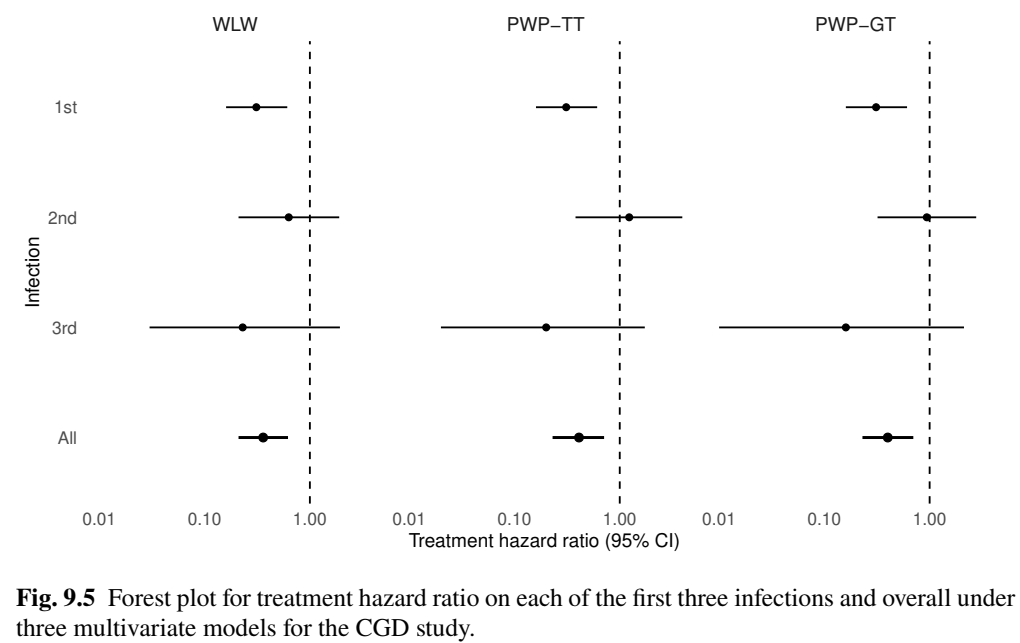 WLW PWP−TT PWP−GT
1st
2nd
3rd
All
Infection
0.01 0.10 1.00 0.01 0.10 1.00 0.01 0.10 1.00
Treatment hazard ratio (95% CI)
Fig. 9.5 Forest plot for treatment hazard ratio on each of the first three infections and overall under
three multivariate models for the CGD study.